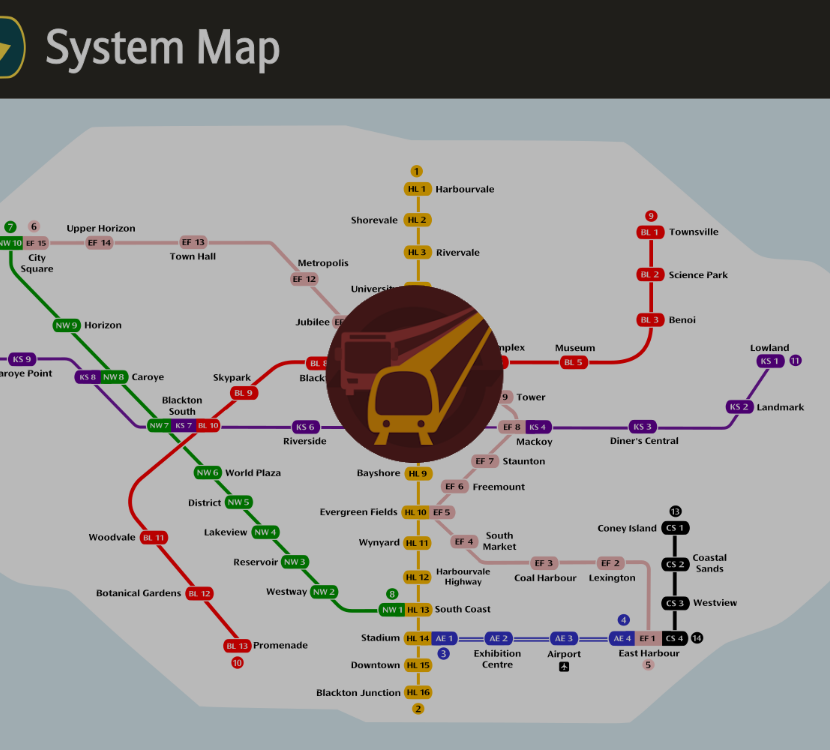 System Map
1
HL 1 Harbourvale
Shorevale HL 2
HL 3 Rivervale
7 6
NW 10 EF 15
City
Square
Upper Horizon
EF 14
EF 13
Town Hall
Metropolis
EF 12
Jubilee
9
BL 1 Townsville
BL 2 Science Park
BL 3 Benoi
Museum
BL 5
Lowland
KS 1 11
KS 2 Landmark
NW 9 Horizon
KS 9
KS 8 NW 8 Caroye
Skypark
BL 9
BL 8
Blackton
South
NW 7 KS 7 BL 10
KS 6
Riverside
9 Tower
EF 8 KS 4
Mackoy
KS 3
Diner's Central
EF 7 Staunton
EF 6 Freemount
Bayshore HL 9
NW 6 World Plaza
District NW 5
Lakeview NW 4
Reservoir NW 3
Westway NW 2
8
NW 1 HL 13 South Coast
Evergreen Fields HL 10 EF 5
Wynyard HL 11
EF 4 South
Market
HL 12 Harbourvale
Highway
EF 3
Coal Harbour
EF 2
Lexington
13
Coney Island CS 1
CS 2 Coastal
Sands
CS 3 Westview
Woodvale BL 11
Botanical Gardens BL 12
BL 13 Promenade
10
Stadium HL 14 AE 1
3
AE 2
Exhibition
Centre
AE 3
Airport
4
AE 4 EF 1 CS 4 14
East Harbour
5
Downtown HL 15
Blackton Junction HL 16
2